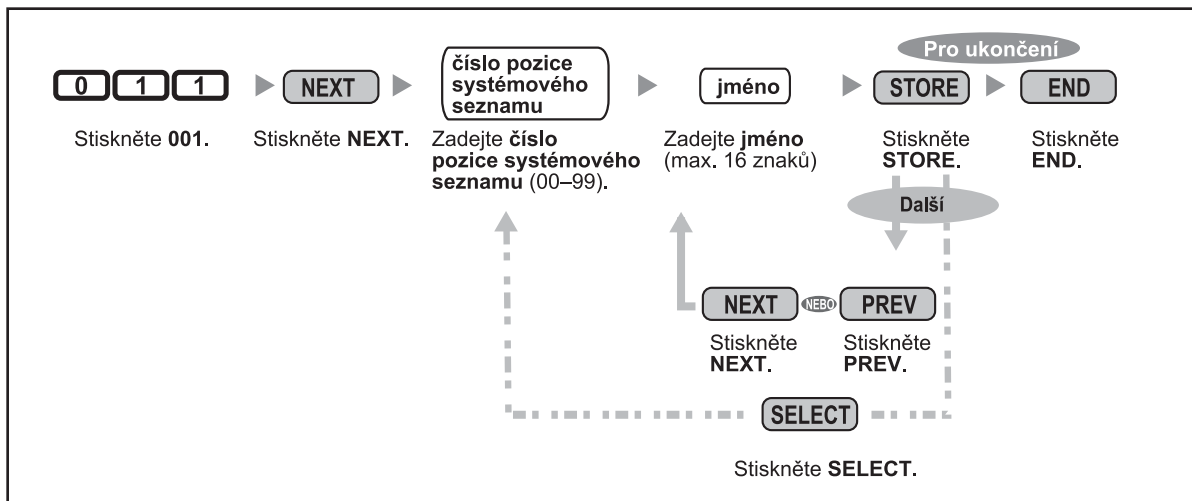 Pro ukončení
0 1 1
NEXT
číslo pozice
systémového
seznamu
jméno
STORE
END
Stiskněte 001.
Stiskněte NEXT.
Zadejte číslo
pozice systémového
seznamu (00–99).
Zadejte jméno
(max. 16 znaků)
Stiskněte
STORE.
Stiskněte
END.
Další
NEXT
NEBO
PREV
Stiskněte
NEXT.
Stiskněte
PREV.
SELECT
Stiskněte SELECT.